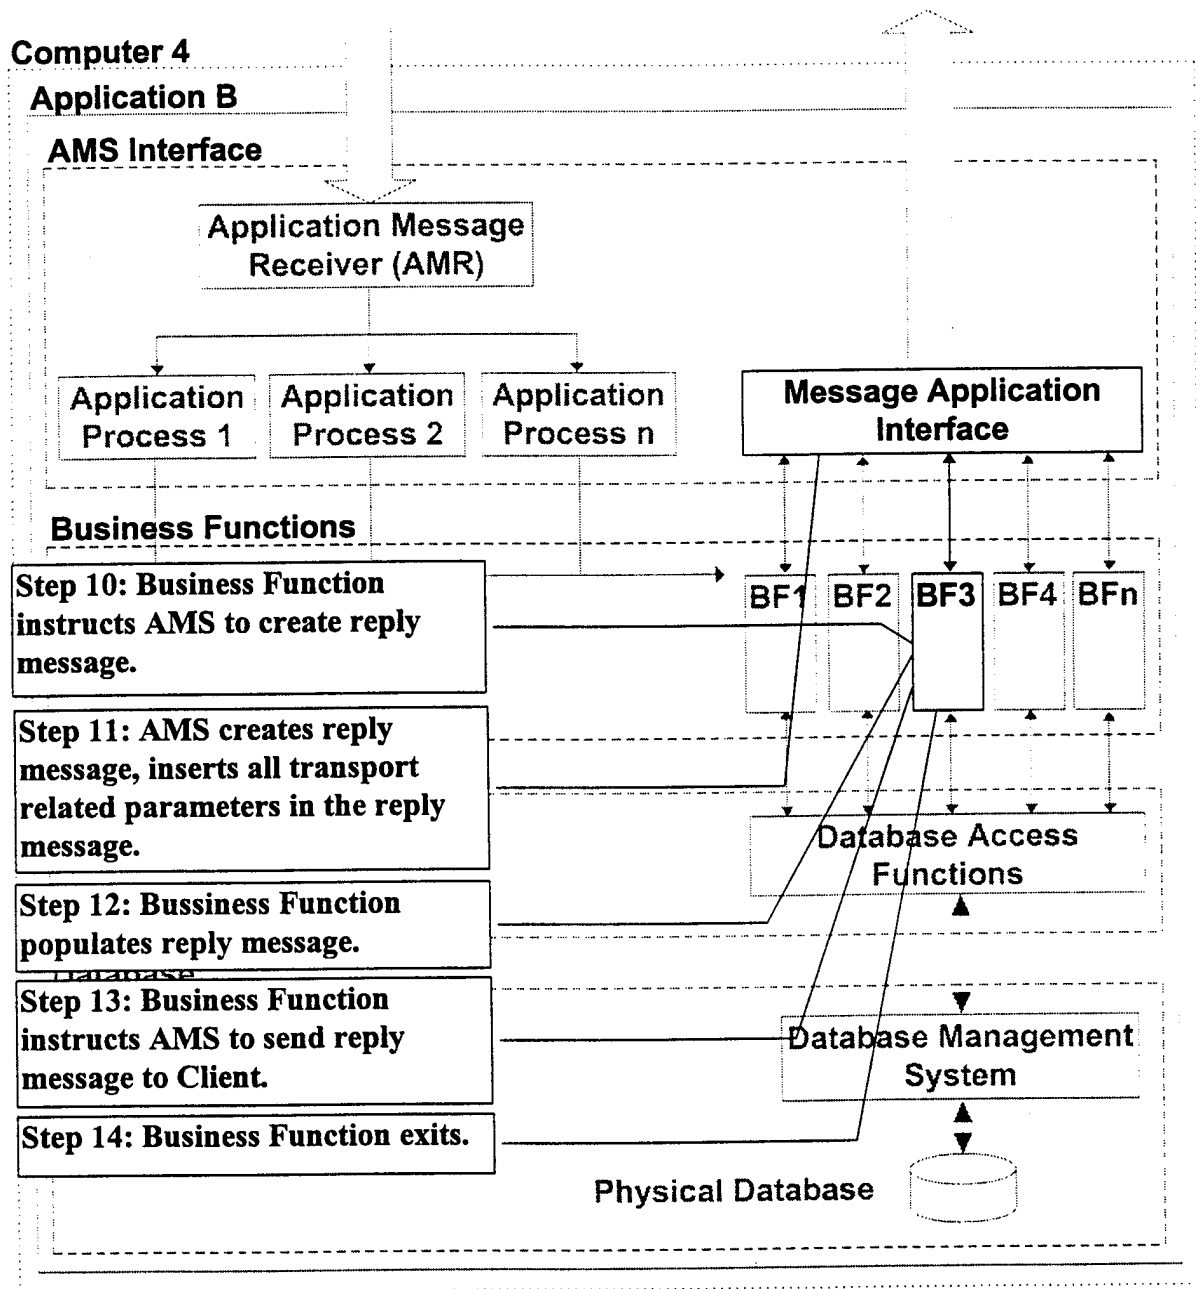 Computer 4
Application B
AMS Interface
Application Message
Receiver (AMR)
Application
Process 1
Application
Process 2
Application
Process n
Message Application
Interface
Business Functions
BF1
BF2
BF3
BF4
BFn
Step 10: Business Function
instructs AMS to create reply
message.
Step 11: AMS creates reply
message, inserts all transport
related parameters in the reply
message.
Database Access
Functions
Step 12: Bussiness Function
populates reply message.
Database
Step 13: Business Function
instructs AMS to send reply
message to Client.
Database Management
System
Step 14: Business Function exits.
Physical Database